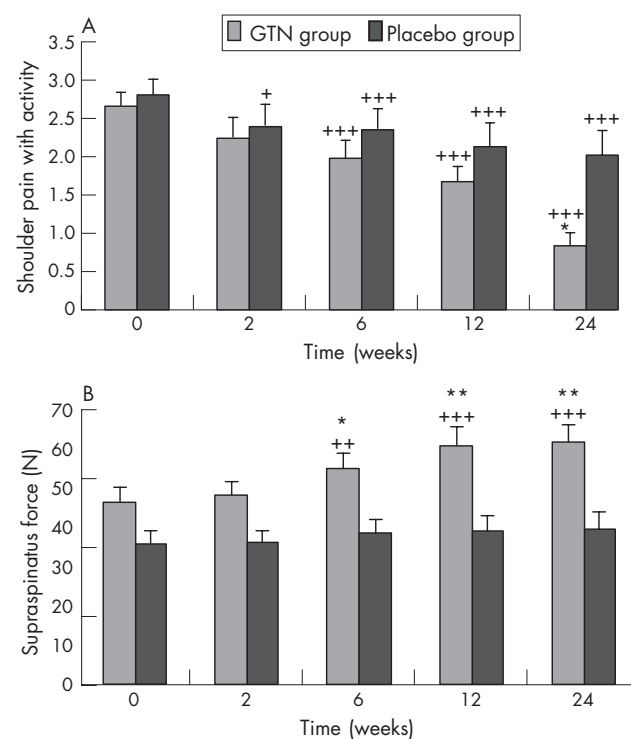 A
GTN group Placebo group
Shoulder pain with activity
3.5
3.0
2.5
2.0
1.5
1.0
0.5
0
+
+++ +++
+++ +++
+++
*
+++
0 2 6 12 24
Time (weeks)
B
Supraspinatus force (N)
70
60
50
40
30
20
10
0
* ** **
++ +++ +++
0 2 6 12 24
Time (weeks)